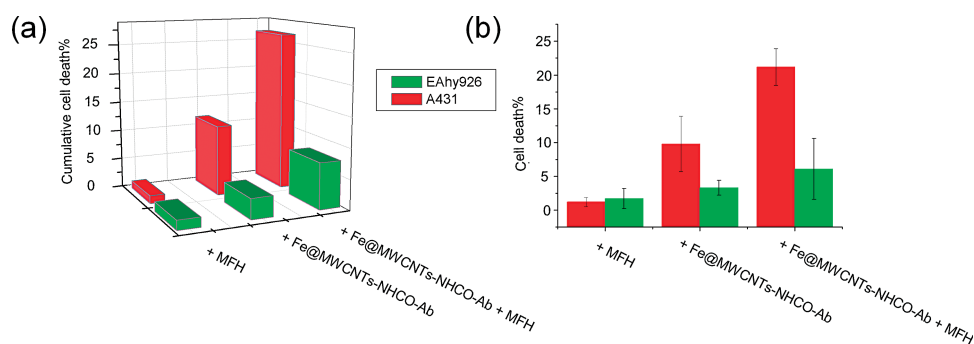 (a)
Cumulative cell death%
25
20
15
10
5
0
+ MFH
+ Fe@MWCNTs-NHCO-Ab
+ Fe@MWCNTs-NHCO-Ab + MFH
EAhy926
A431
(b)
Cell death%
25
20
15
10
5
0
+ MFH
+ Fe@MWCNTs-NHCO-Ab
+ Fe@MWCNTs-NHCO-Ab + MFH